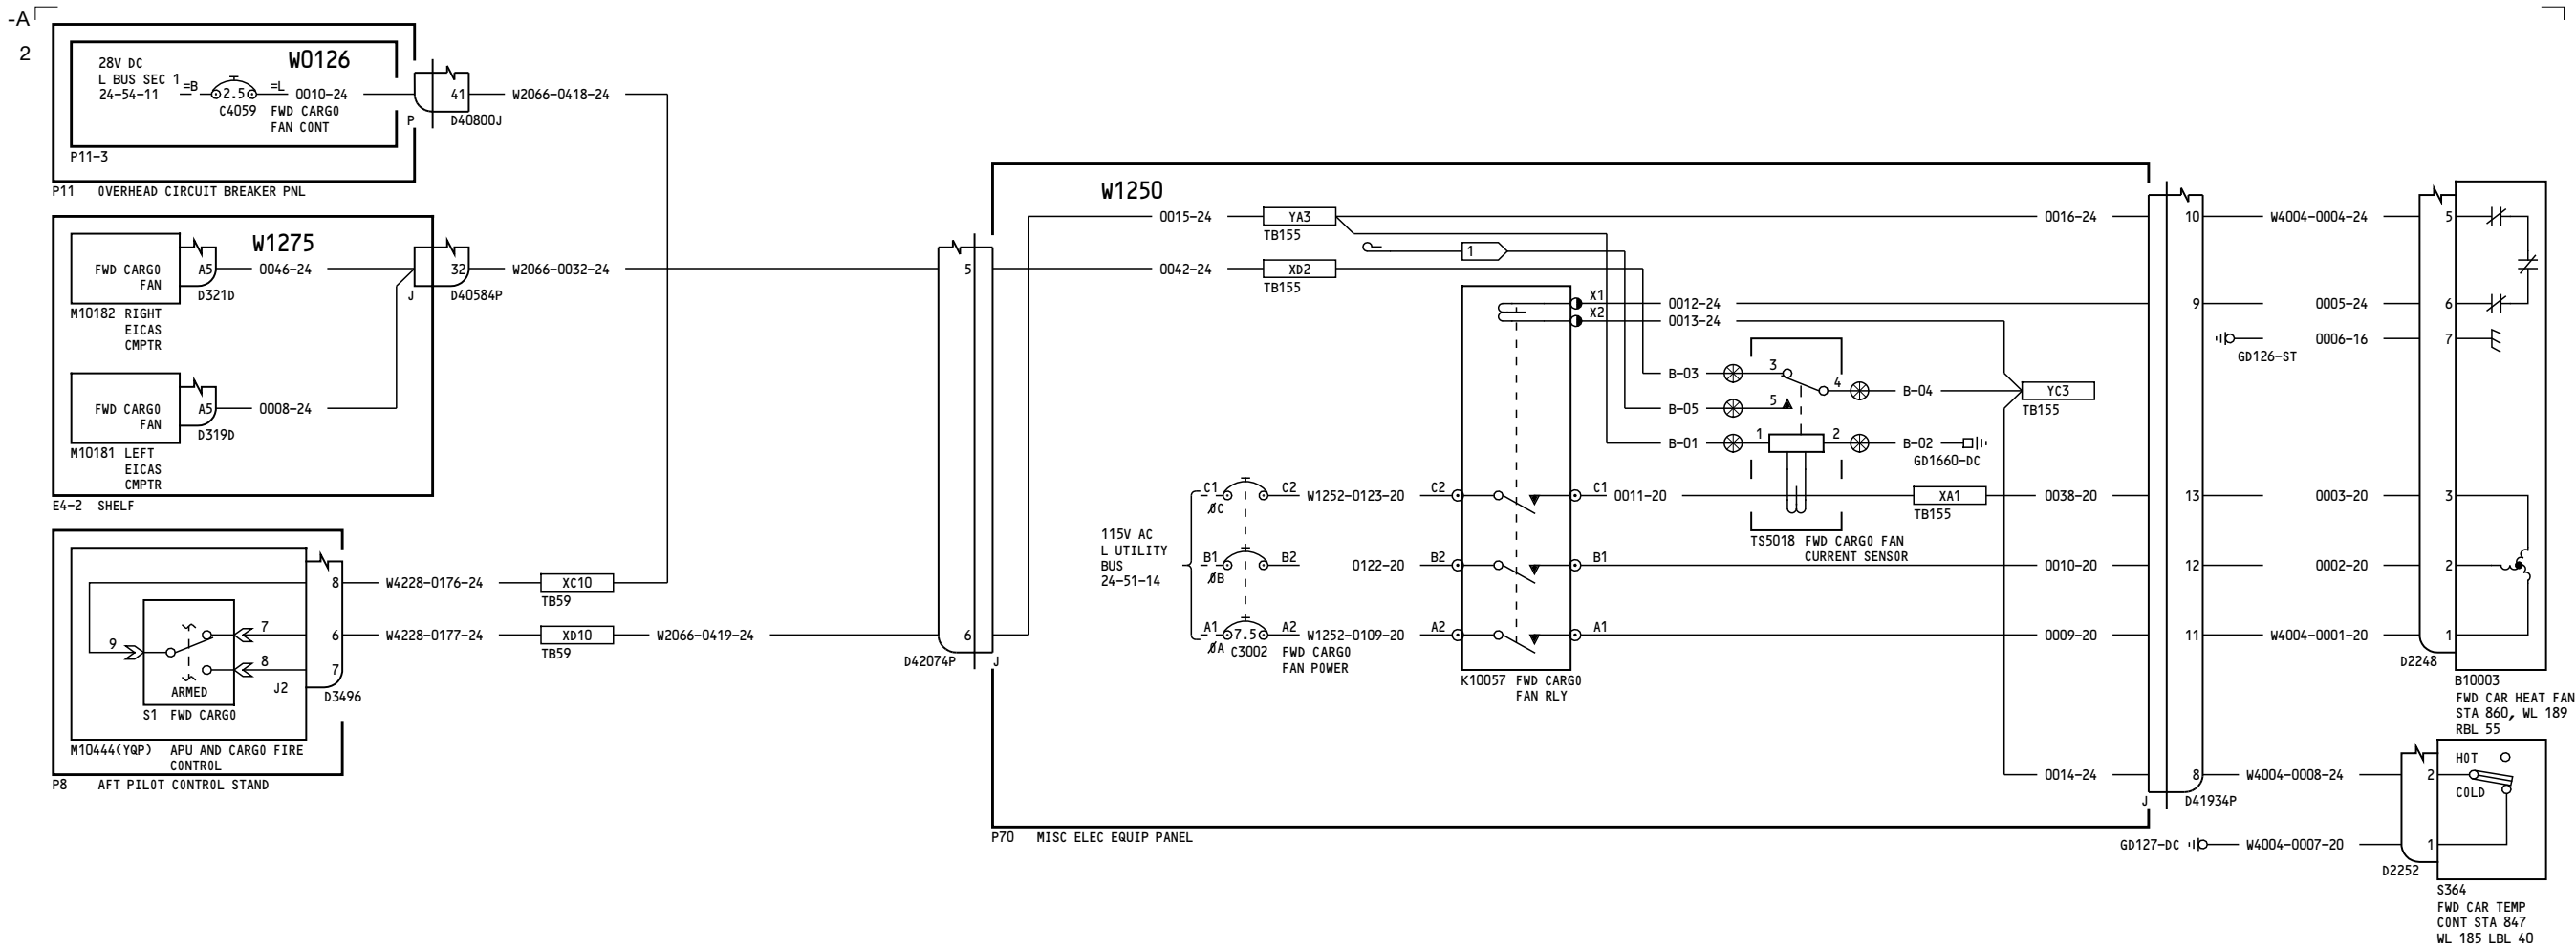 -A
2
28V DC
L BUS SEC 1
24-54-11
=B
2.5
=L
0010-24
W0126
C4059
FWD CARGO
FAN CONT
P11-3
P11 OVERHEAD CIRCUIT BREAKER PNL
P
41
D40800J
W2066-0418-24
W1275
FWD CARGO
FAN
A5
0046-24
D321D
M10182 RIGHT
EICAS
CMPTR
J
32
D40584P
W2066-0032-24
FWD CARGO
FAN
A5
0008-24
D319D
M10181 LEFT
EICAS
CMPTR
E4-2 SHELF
9
7
8
ARMED
S1 FWD CARGO
J2
8
6
7
D3496
M10444(YQP) APU AND CARGO FIRE
CONTROL
P8 AFT PILOT CONTROL STAND
W4228-0176-24
XC10
TB59
W4228-0177-24
XD10
TB59
W2066-0419-24
5
6
D42074P
J
W1250
0015-24
YA3
TB155
0016-24
1
0042-24
XD2
TB155
X1
0012-24
X2
0013-24
B-03
3
4
B-04
YC3
TB155
B-05
5
B-01
1
2
B-02
GD1660-DC
TS5018 FWD CARGO FAN
CURRENT SENSOR
115V AC
L UTILITY
BUS
24-51-14
C1
ØC
C2
W1252-0123-20
C2
C1
0011-20
XA1
TB155
0038-20
B1
ØB
B2
0122-20
B2
B1
0010-20
A1
ØA
7.5
C3002
A2
W1252-0109-20
FWD CARGO
FAN POWER
A2
A1
0009-20
K10057 FWD CARGO
FAN RLY
0014-24
P70 MISC ELEC EQUIP PANEL
10
9
13
12
11
8
J
D41934P
W4004-0004-24
5
0005-24
6
GD126-ST
0006-16
7
0003-20
3
0002-20
2
W4004-0001-20
1
D2248
B10003
FWD CAR HEAT FAN
STA 860, WL 189
RBL 55
W4004-0008-24
2
HOT
COLD
GD127-DC
W4004-0007-20
1
D2252
S364
FWD CAR TEMP
CONT STA 847
WL 185 LBL 40